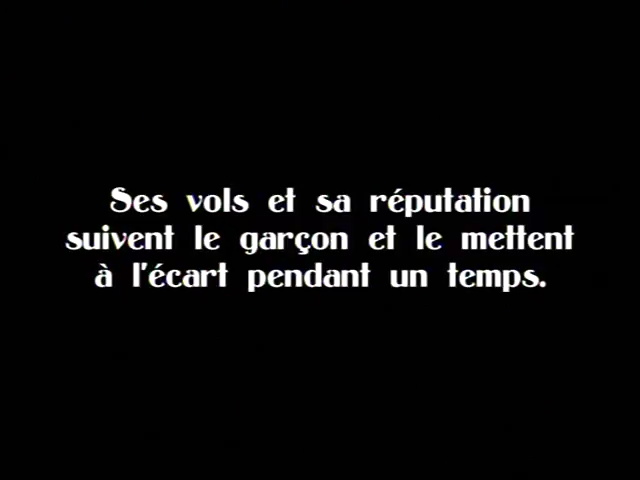 Ses vols et sa réputation
suivent le garçon et le mettent
à l'écart pendant un temps.